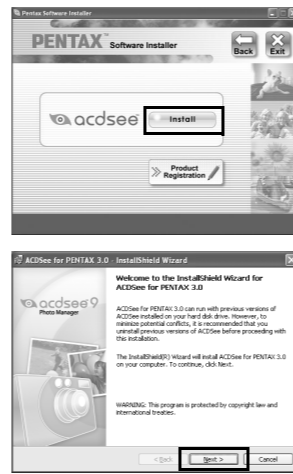 Pentax Software Installer
PENTAX™ Software Installer
Back
Exit
acdsee
Install
Product
Registration
ACDSee for PENTAX 3.0 - InstallShield Wizard
Welcome to the InstallShield Wizard for
ACDSee for PENTAX 3.0
acdsee 9
Photo Manager
ACDSee for PENTAX 3.0 can run with previous versions of
ACDSee installed on your hard disk drive. However, to
minimize potential conflicts, it is recommended that you
uninstall previous versions of ACDSee before proceeding with
this installation.
The InstallShield(R) Wizard will install ACDSee for PENTAX 3.0
on your computer. To continue, click Next.
WARNING: This program is protected by copyright law and
international treaties.
< Back
Next >
Cancel